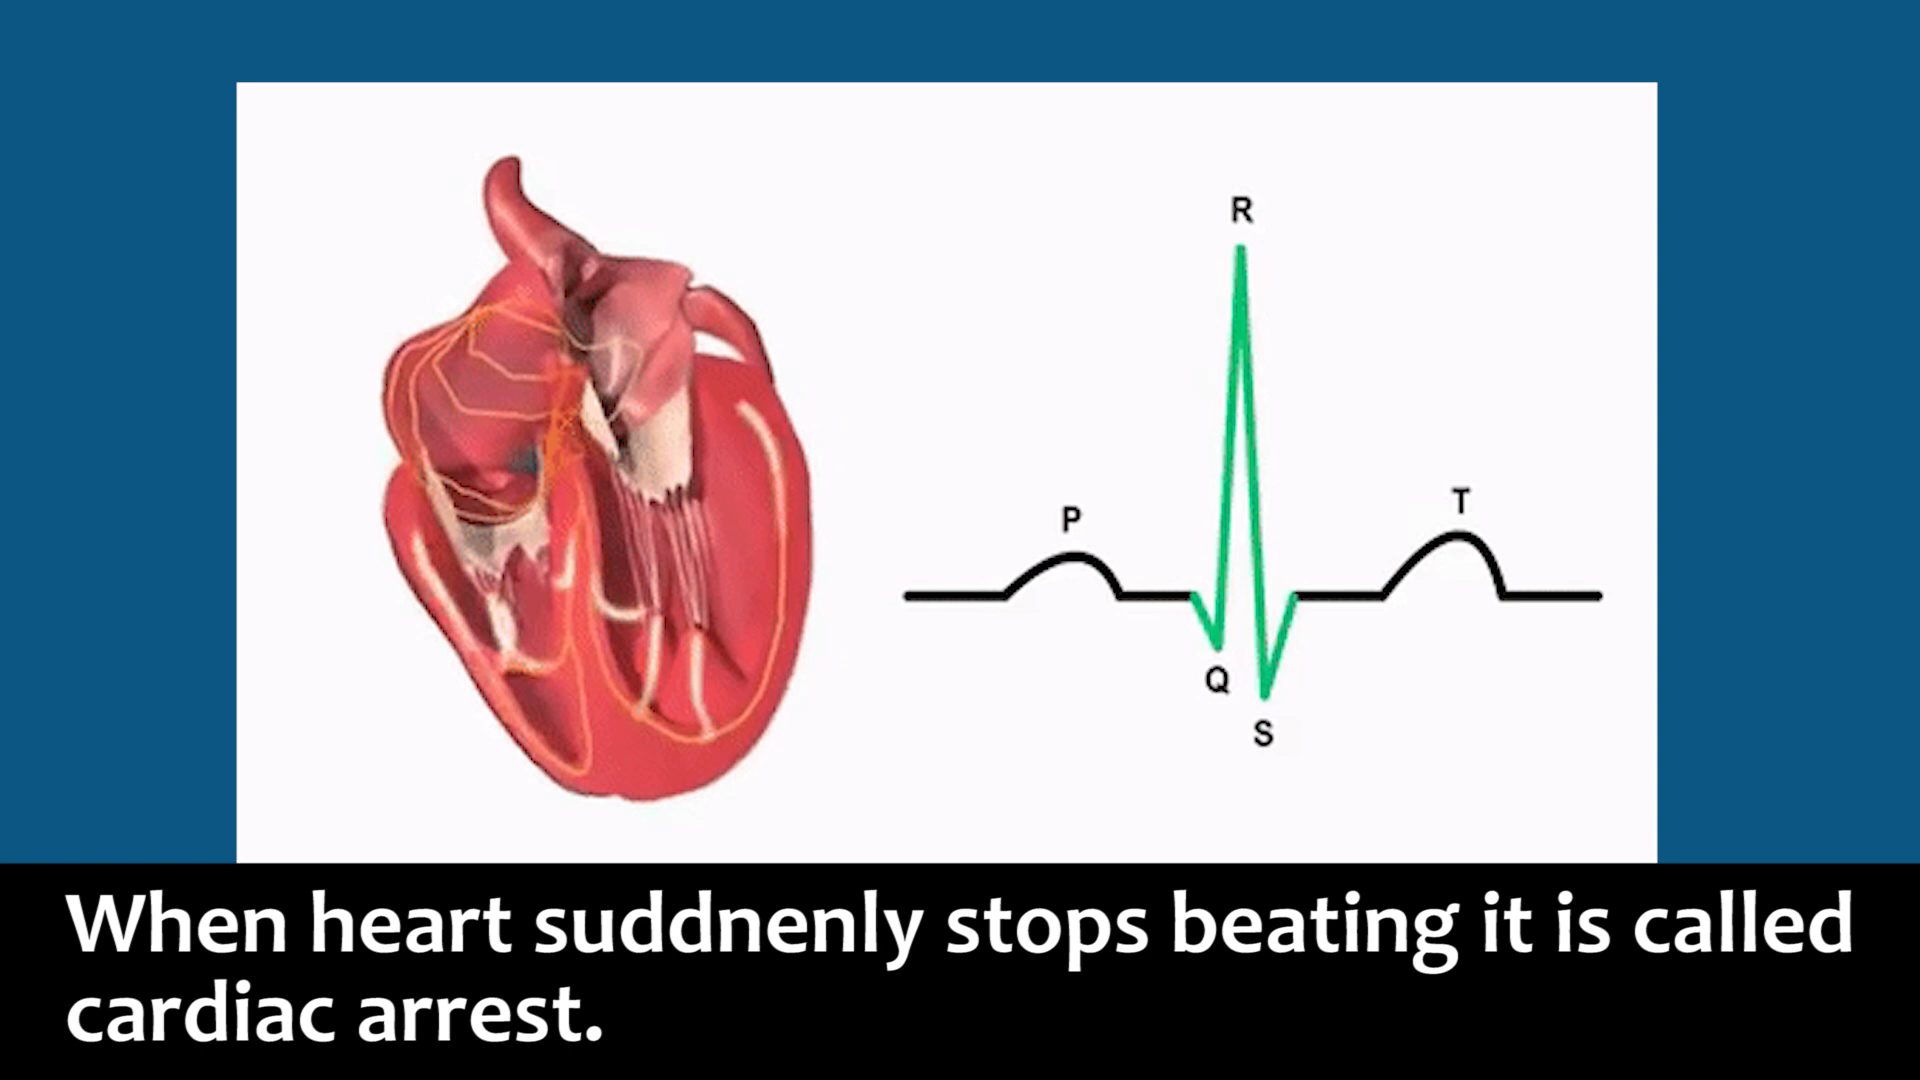 R
P
T
Q
S
When heart suddnenly stops beating it is called
cardiac arrest.